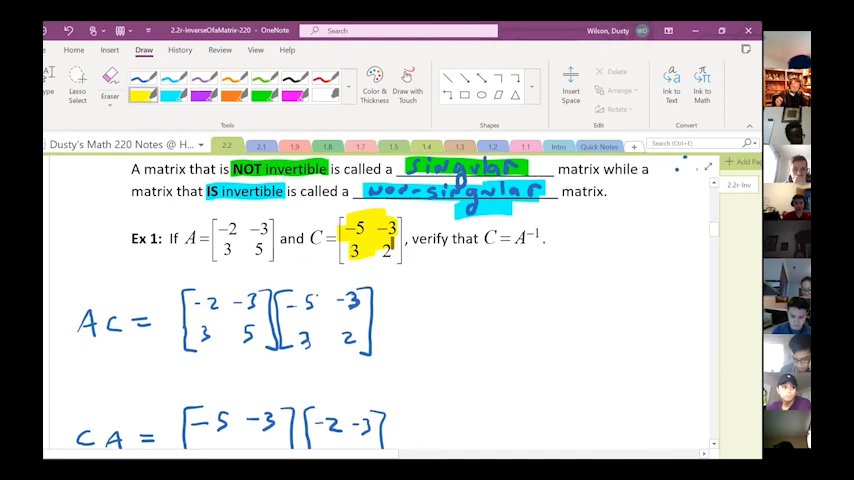 2.2r-InverseOfaMatrix-220 - OneNote
Search
Wilson, Dusty WD
Home Insert Draw History Review View Help
Type
Lasso Select
Eraser
Color & Thickness
Draw with Touch
Insert Space
Delete
Arrange
Rotate
Ink to Text
Ink to Math
Tools Shapes Edit Convert
Dusty's Math 220 Notes @ H... 2.2 2.1 1.9 1.8 1.7 1.5 1.4 1.3 1.2 1.1 Intro Quick Notes + Search (Ctrl+E)
+ Add Pag
2.2r-Inv
A matrix that is NOT invertible is called a singular matrix while a
matrix that IS invertible is called a non-singular matrix.
singular
Ex 1: If A = [−2 −3
3 5] and C = [−5 −3
3 2], verify that C = A⁻¹.
AC = [-2 -3
3 5] [-5 -3
3 2]
CA = [-5 -3] [-2 -3]